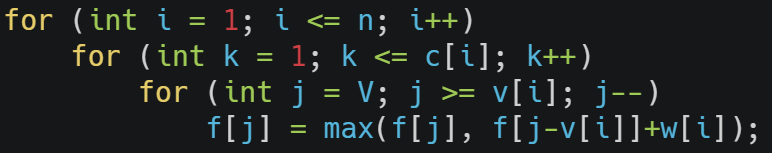 for (int i = 1; i <= n; i++)
    for (int k = 1; k <= c[i]; k++)
        for (int j = V; j >= v[i]; j--)
            f[j] = max(f[j], f[j-v[i]]+w[i]);